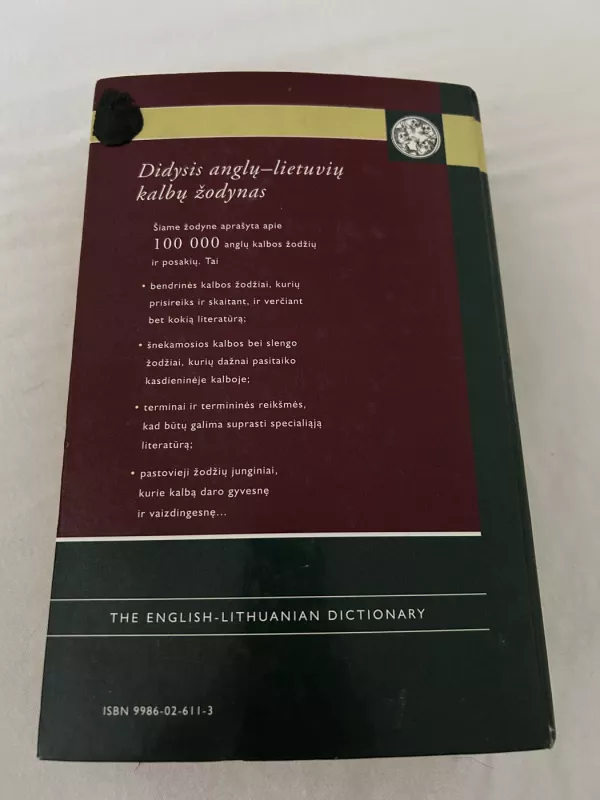 Didysis anglų–lietuvių
kalbų žodynas
Šiame žodyne aprašyta apie
100 000 anglų kalbos žodžių
ir posakių. Tai
• bendrinės kalbos žodžiai, kurių
prisireiks ir skaitant, ir verčiant
bet kokią literatūrą;
• šnekamosios kalbos bei slengo
žodžiai, kurių dažnai pasitaiko
kasdieninėje kalboje;
• terminai ir termininės reikšmės,
kad būtų galima suprasti specialiąją
literatūrą;
• pastovieji žodžių junginiai,
kurie kalbą daro gyvesnę
ir vaizdingesnę...
THE ENGLISH-LITHUANIAN DICTIONARY
ISBN 9986-02-611-3